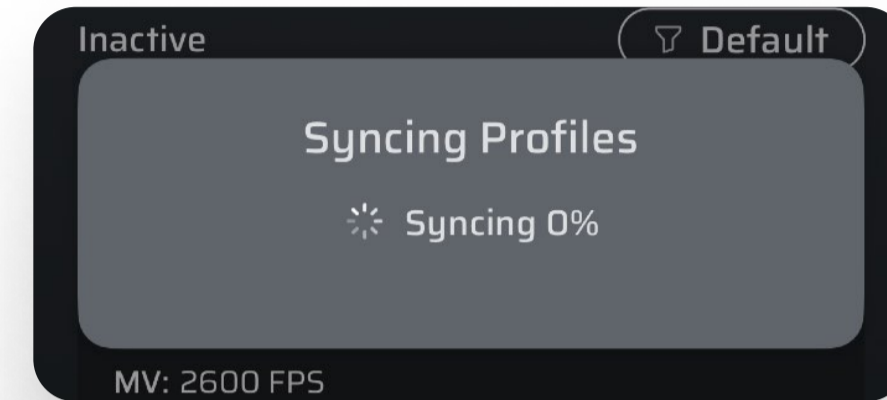 Inactive
Default
Syncing Profiles
Syncing 0%
MV: 2600 FPS